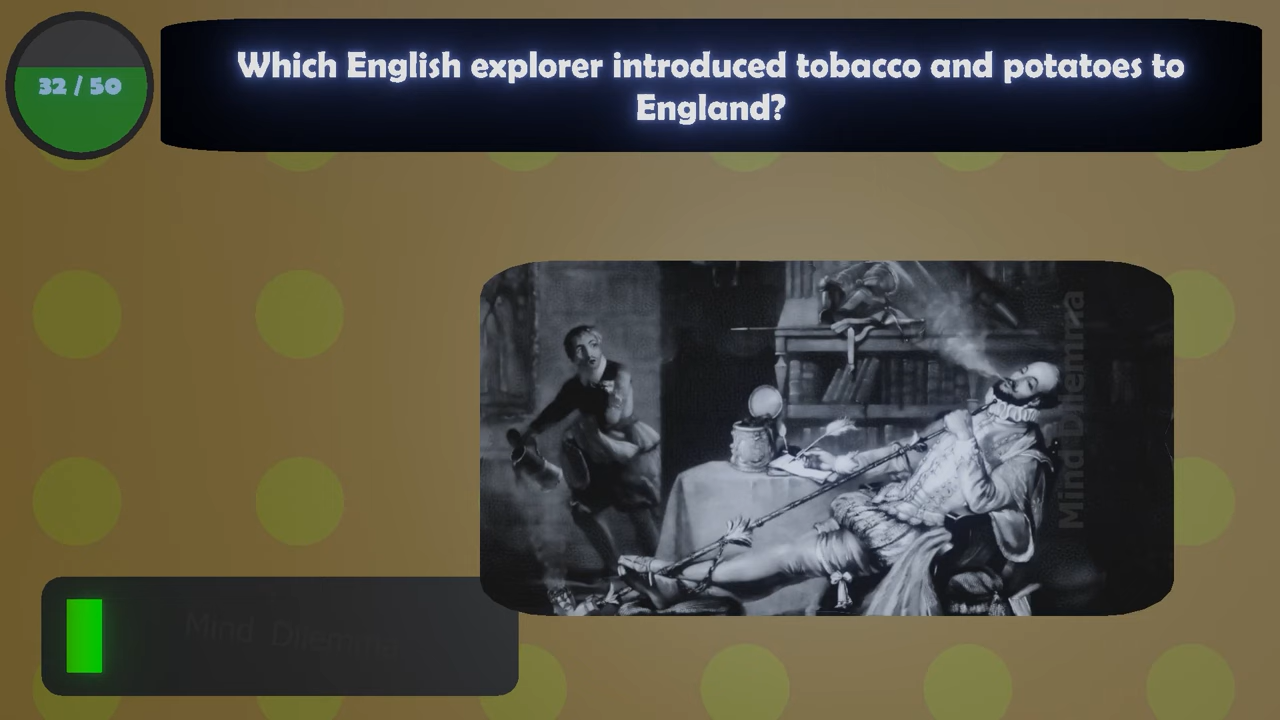 32 / 50
Which English explorer introduced tobacco and potatoes to
England?
Mind Dilemma
Mind Dilemma